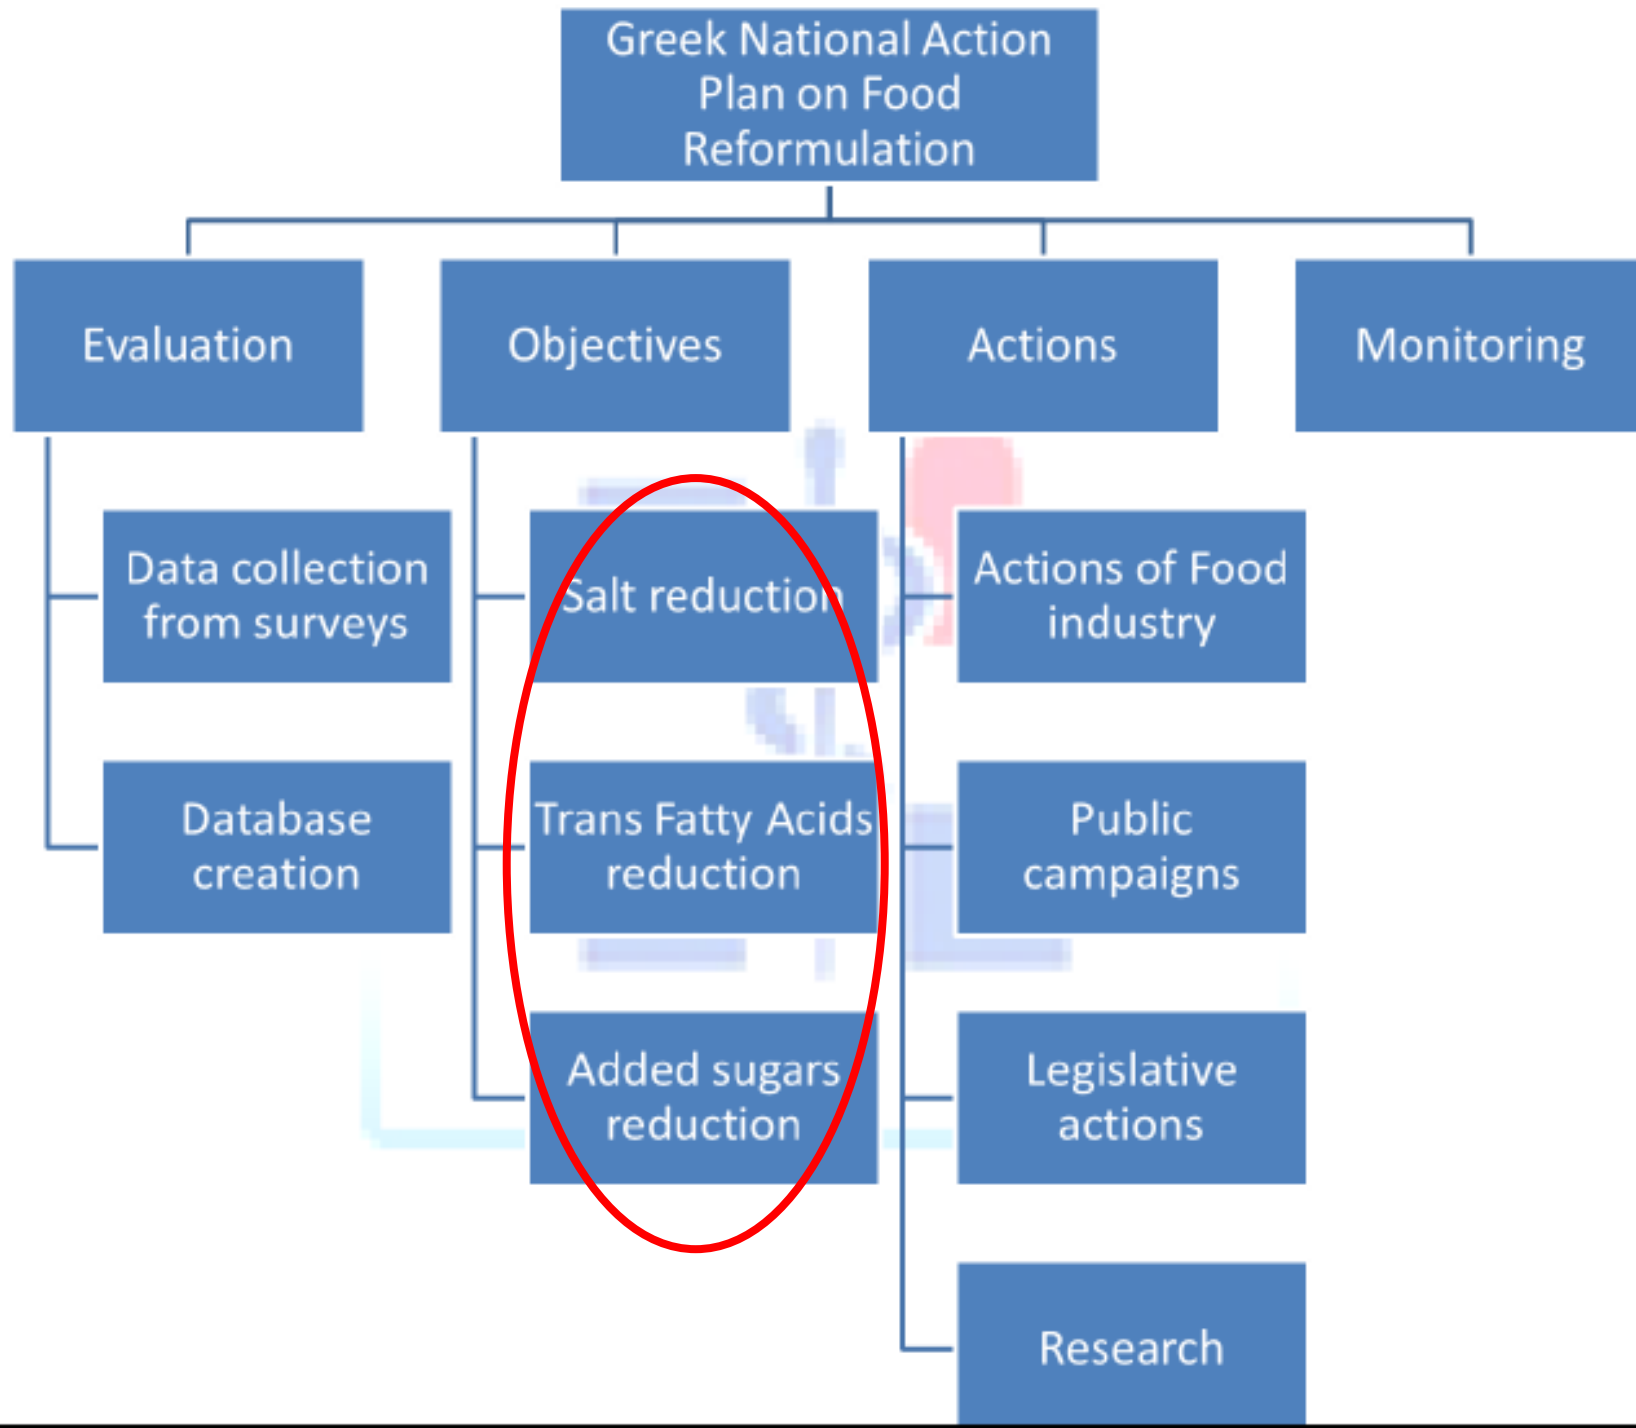 Greek National Action
Plan on Food
Reformulation
Evaluation
Objectives
Actions
Monitoring
Data collection
from surveys
Database
creation
Salt reduction
Trans Fatty Acids
reduction
Added sugars
reduction
Actions of Food
industry
Public
campaigns
Legislative
actions
Research